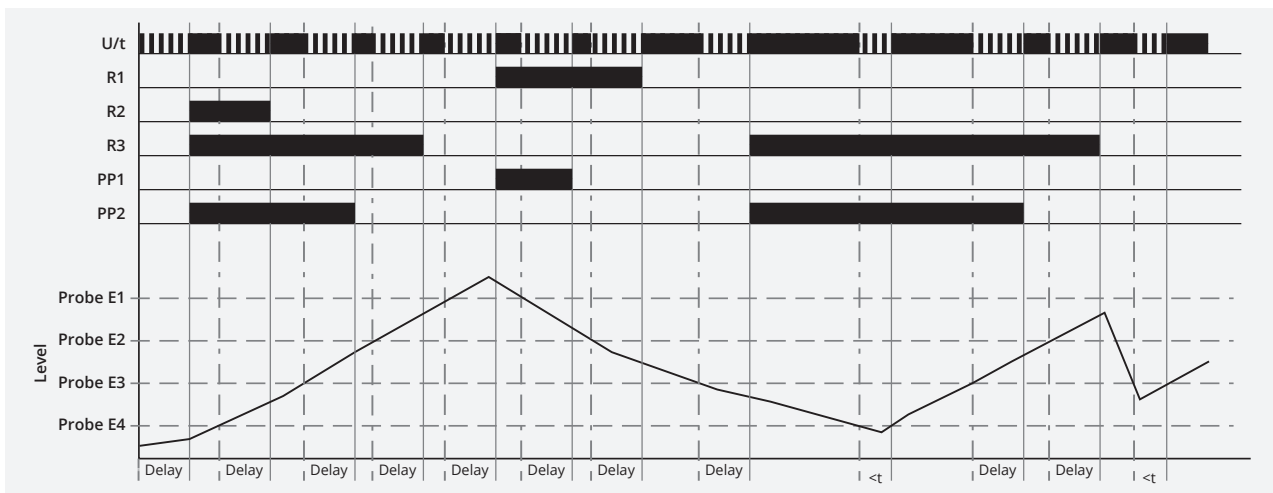 U/t
R1
R2
R3
PP1
PP2
Probe E1
Probe E2
Probe E3
Probe E4
Level
Delay
Delay
Delay
Delay
Delay
Delay
Delay
Delay
<t
Delay
Delay
<t